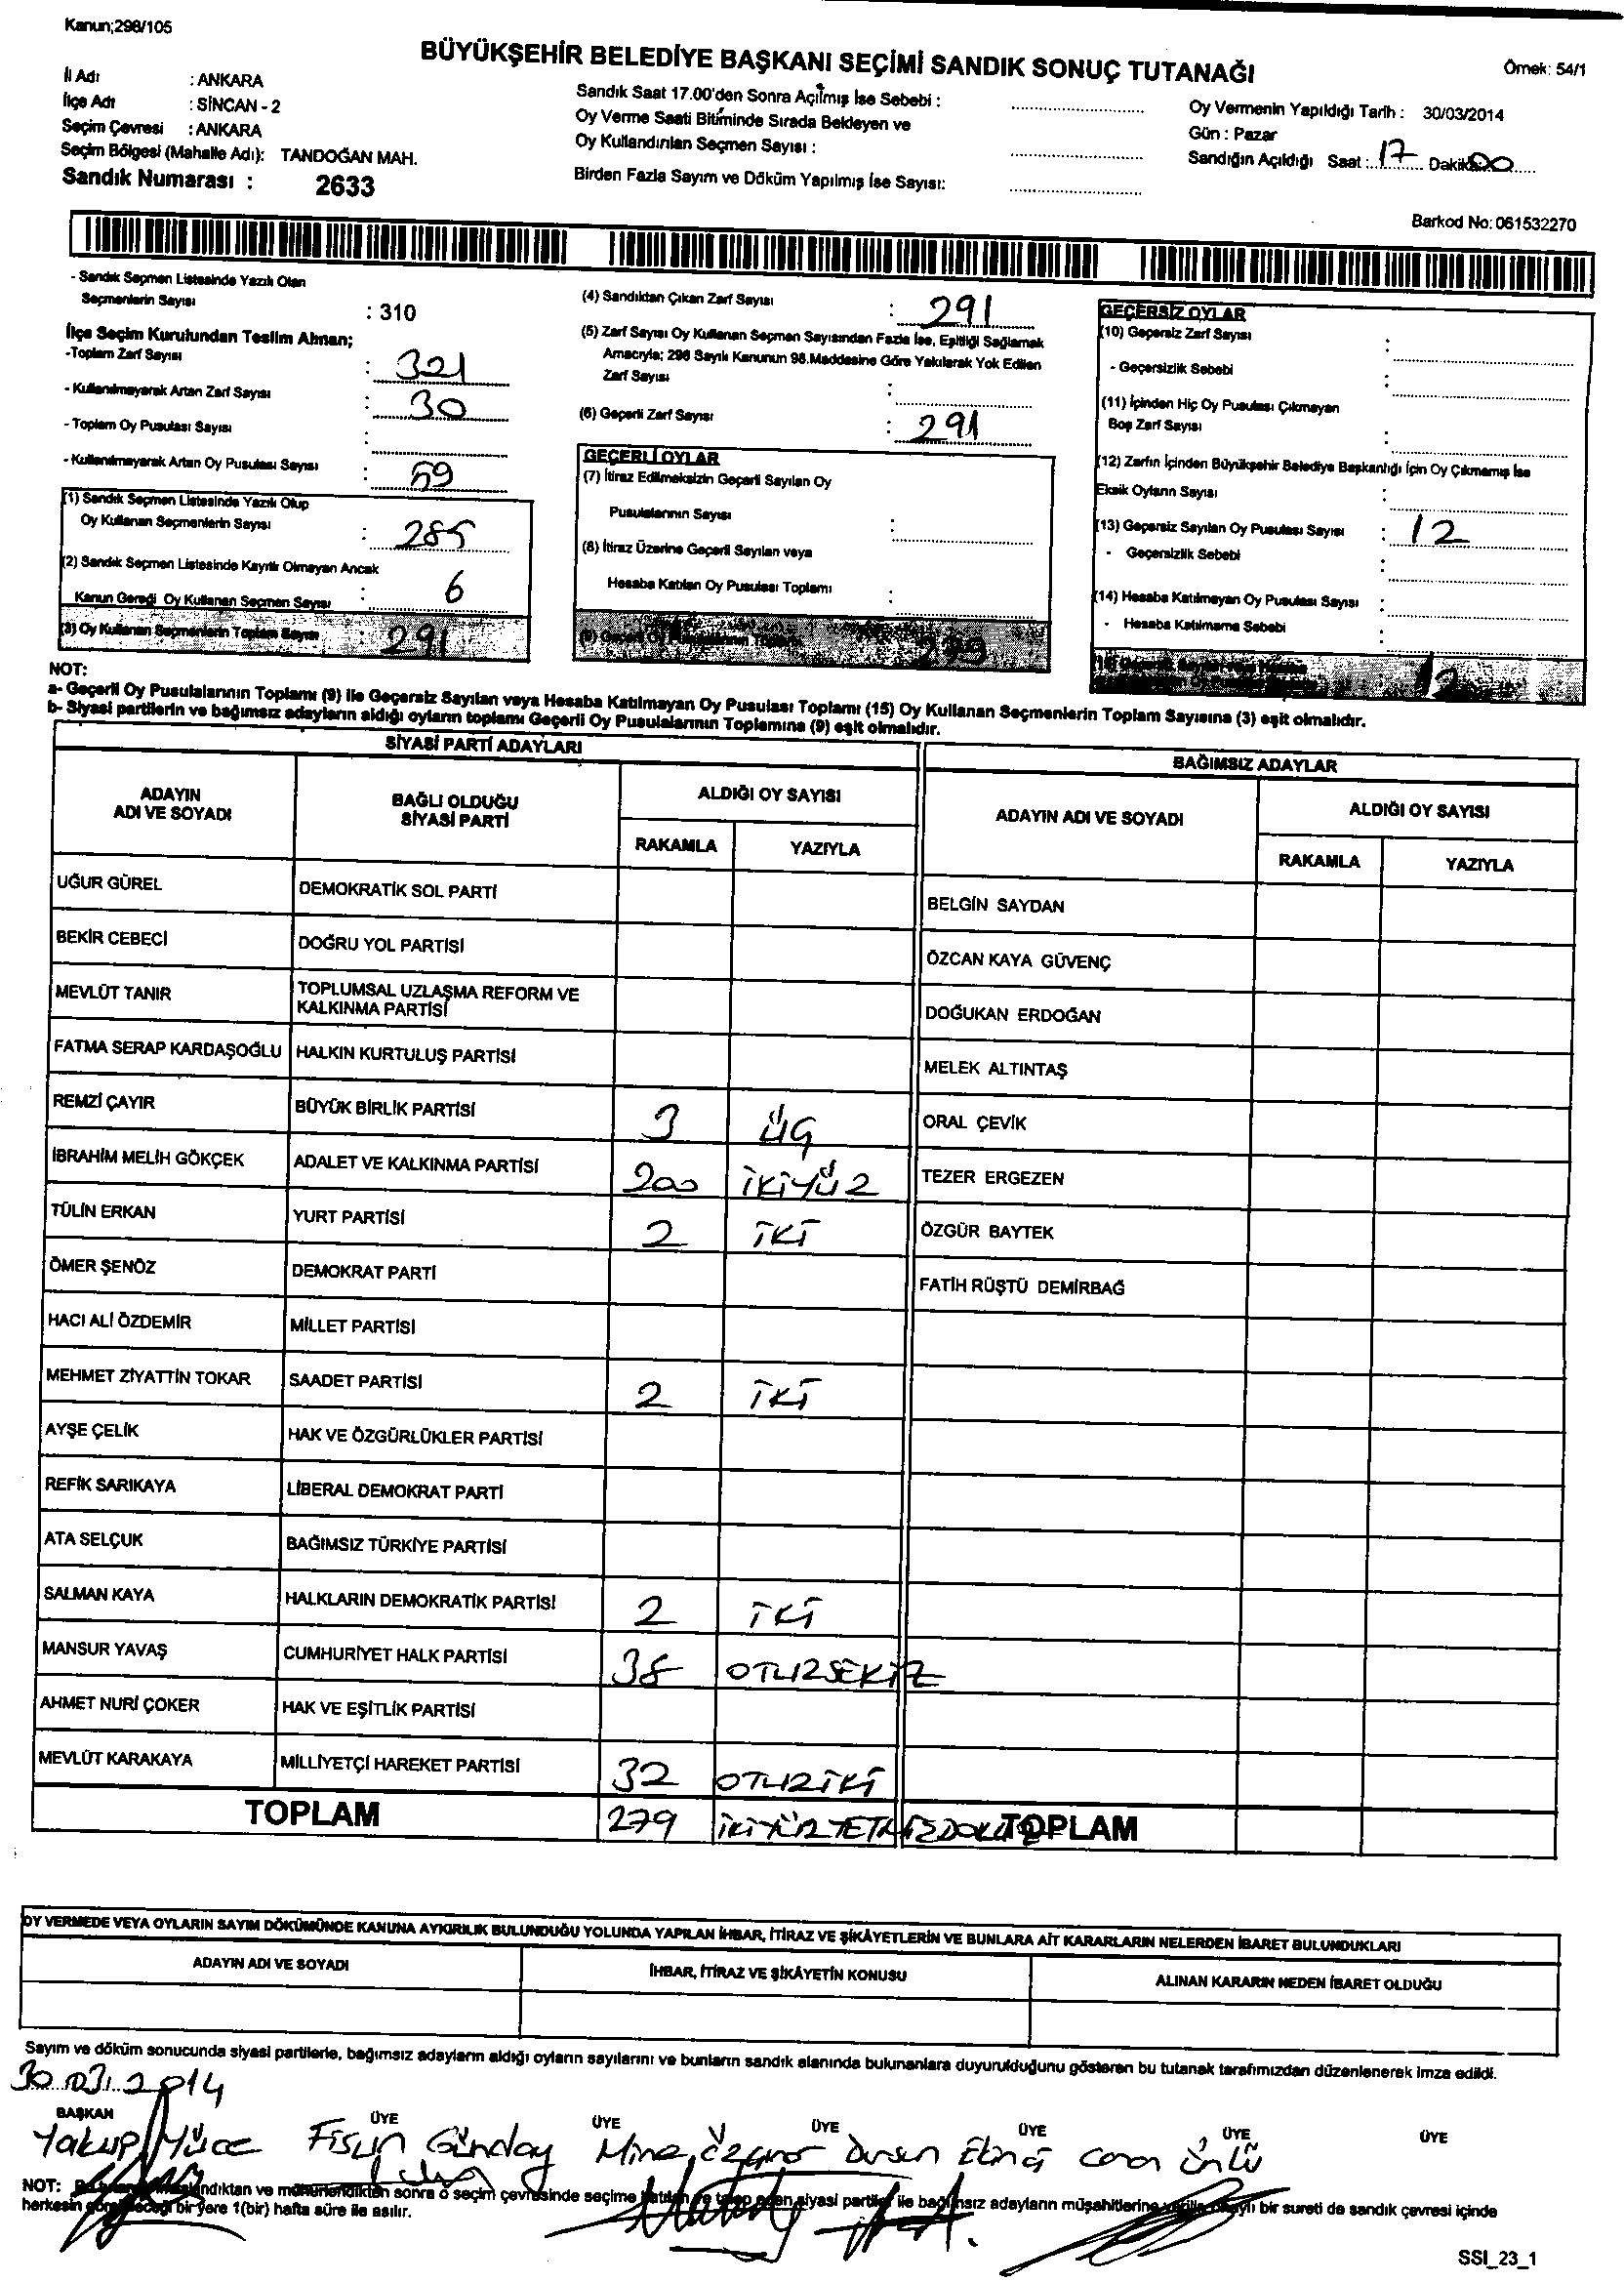 Kanun;298/105
BÜYÜKŞEHİR BELEDİYE BAŞKANI SEÇİMİ SANDIK SONUÇ TUTANAĞI
Örnek: 54/1
İl Adı : ANKARA
İlçe Adı : SİNCAN - 2
Seçim Çevresi : ANKARA
Seçim Bölgesi (Mahalle Adı): TANDOĞAN MAH.
Sandık Numarası : 2633
Sandık Saat 17.00'den Sonra Açılmış İse Sebebi :
Oy Verme Saati Bitiminde Sırada Bekleyen ve
Oy Kullandırılan Seçmen Sayısı :
Birden Fazla Sayım ve Döküm Yapılmış İse Sayısı:
Oy Vermenin Yapıldığı Tarih : 30/03/2014
Gün : Pazar
Sandığın Açıldığı Saat : 17 Dakika 00
Barkod No: 061532270
- Sandık Seçmen Listesinde Yazılı Olan
Seçmenlerin Sayısı : 310
İlçe Seçim Kurulundan Teslim Alınan;
-Toplam Zarf Sayısı : 321
- Kullanılmayarak Artan Zarf Sayısı : 30
- Toplam Oy Pusulası Sayısı :
- Kullanılmayarak Artan Oy Pusulası Sayısı : 59
(1) Sandık Seçmen Listesinde Yazılı Olup
Oy Kullanan Seçmenlerin Sayısı : 285
(2) Sandık Seçmen Listesinde Kayıtlı Olmayan Ancak
Kanun Gereği Oy Kullanan Seçmen Sayısı : 6
(3) Oy Kullanan Seçmenlerin Toplam Sayısı : 291
(4) Sandıktan Çıkan Zarf Sayısı : 291
(5) Zarf Sayısı Oy Kullanan Seçmen Sayısından Fazla İse, Eşitliği Sağlamak
Amacıyla; 298 Sayılı Kanunun 98.Maddesine Göre Yakılarak Yok Edilen
Zarf Sayısı :
(6) Geçerli Zarf Sayısı : 291
GEÇERLİ OYLAR
(7) İtiraz Edilmeksizin Geçerli Sayılan Oy
Pusulalarının Sayısı :
(8) İtiraz Üzerine Geçerli Sayılan veya
Hesaba Katılan Oy Pusulası Toplamı :
(9) Geçerli Oy Pusulalarının Toplamı 279
GEÇERSİZ OYLAR
(10) Geçersiz Zarf Sayısı :
- Geçersizlik Sebebi :
(11) İçinden Hiç Oy Pusulası Çıkmayan
Boş Zarf Sayısı :
(12) Zarfın İçinden Büyükşehir Belediye Başkanlığı İçin Oy Çıkmamış İse
Eksik Oyların Sayısı :
(13) Geçersiz Sayılan Oy Pusulası Sayısı : 12
- Geçersizlik Sebebi :
(14) Hesaba Katılmayan Oy Pusulası Sayısı :
- Hesaba Katılmama Sebebi :
12
NOT:
a- Geçerli Oy Pusulalarının Toplamı (9) ile Geçersiz Sayılan veya Hesaba Katılmayan Oy Pusulası Toplamı (15) Oy Kullanan Seçmenlerin Toplam Sayısına (3) eşit olmalıdır.
b- Siyasi partilerin ve bağımsız adayların aldığı oyların toplamı Geçerli Oy Pusulalarının Toplamına (9) eşit olmalıdır.
SİYASİ PARTİ ADAYLARI
ADAYIN ADI VE SOYADI BAĞLI OLDUĞU SİYASİ PARTİ ALDIĞI OY SAYISI
RAKAMLA YAZIYLA
UĞUR GÜREL DEMOKRATİK SOL PARTİ
BEKİR CEBECİ DOĞRU YOL PARTİSİ
MEVLÜT TANIR TOPLUMSAL UZLAŞMA REFORM VE
KALKINMA PARTİSİ
FATMA SERAP KARDAŞOĞLU HALKIN KURTULUŞ PARTİSİ
REMZİ ÇAYIR BÜYÜK BİRLİK PARTİSİ 3 ÜÇ
İBRAHİM MELİH GÖKÇEK ADALET VE KALKINMA PARTİSİ 200 İKİYÜZ
TÜLİN ERKAN YURT PARTİSİ 2 İKİ
ÖMER ŞENÖZ DEMOKRAT PARTİ
HACI ALİ ÖZDEMİR MİLLET PARTİSİ
MEHMET ZİYATTİN TOKAR SAADET PARTİSİ 2 İKİ
AYŞE ÇELİK HAK VE ÖZGÜRLÜKLER PARTİSİ
REFİK SARIKAYA LİBERAL DEMOKRAT PARTİ
ATA SELÇUK BAĞIMSIZ TÜRKİYE PARTİSİ
SALMAN KAYA HALKLARIN DEMOKRATİK PARTİSİ 2 İKİ
MANSUR YAVAŞ CUMHURİYET HALK PARTİSİ 38 OTUZSEKİZ
AHMET NURİ ÇOKER HAK VE EŞİTLİK PARTİSİ
MEVLÜT KARAKAYA MİLLİYETÇİ HAREKET PARTİSİ 32 OTUZİKİ
TOPLAM 279 İKİYÜZYETMİŞDOKUZ
BAĞIMSIZ ADAYLAR
ADAYIN ADI VE SOYADI ALDIĞI OY SAYISI
RAKAMLA YAZIYLA
BELGİN SAYDAN
ÖZCAN KAYA GÜVENÇ
DOĞUKAN ERDOĞAN
MELEK ALTINTAŞ
ORAL ÇEVİK
TEZER ERGEZEN
ÖZGÜR BAYTEK
FATİH RÜŞTÜ DEMİRBAĞ
TOPLAM
OY VERMEDE VEYA OYLARIN SAYIM DÖKÜMÜNDE KANUNA AYKIRILIK BULUNDUĞU YOLUNDA YAPILAN İHBAR, İTİRAZ VE ŞİKÂYETLERİN VE BUNLARA AİT KARARLARIN NELERDEN İBARET BULUNDUKLARI
ADAYIN ADI VE SOYADI İHBAR, İTİRAZ VE ŞİKÂYETİN KONUSU ALINAN KARARIN NEDEN İBARET OLDUĞU
Sayım ve döküm sonucunda siyasi partilerle, bağımsız adayların aldığı oyların sayılarını ve bunların sandık alanında bulunanlara duyurulduğunu gösteren bu tutanak tarafımızdan düzenlenerek imza edildi.
30.03.2014
BAŞKAN ÜYE ÜYE ÜYE ÜYE ÜYE ÜYE
Yakup Yüce Fisun Günday Mine Dursun Caner Ünlü
NOT: ve mühürlendikten sonra o seçim çevresinde seçime siyasi partiler ile bağımsız adayların müşahitlerine bir sureti de sandık çevresi içinde
herkesin göreceği bir yere 1(bir) hafta süre ile asılır.
SSI_23_1